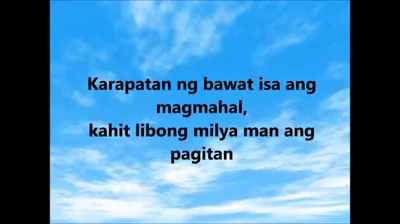 Karapatan ng bawat isa ang
magmahal,
kahit libong milya man ang
pagitan